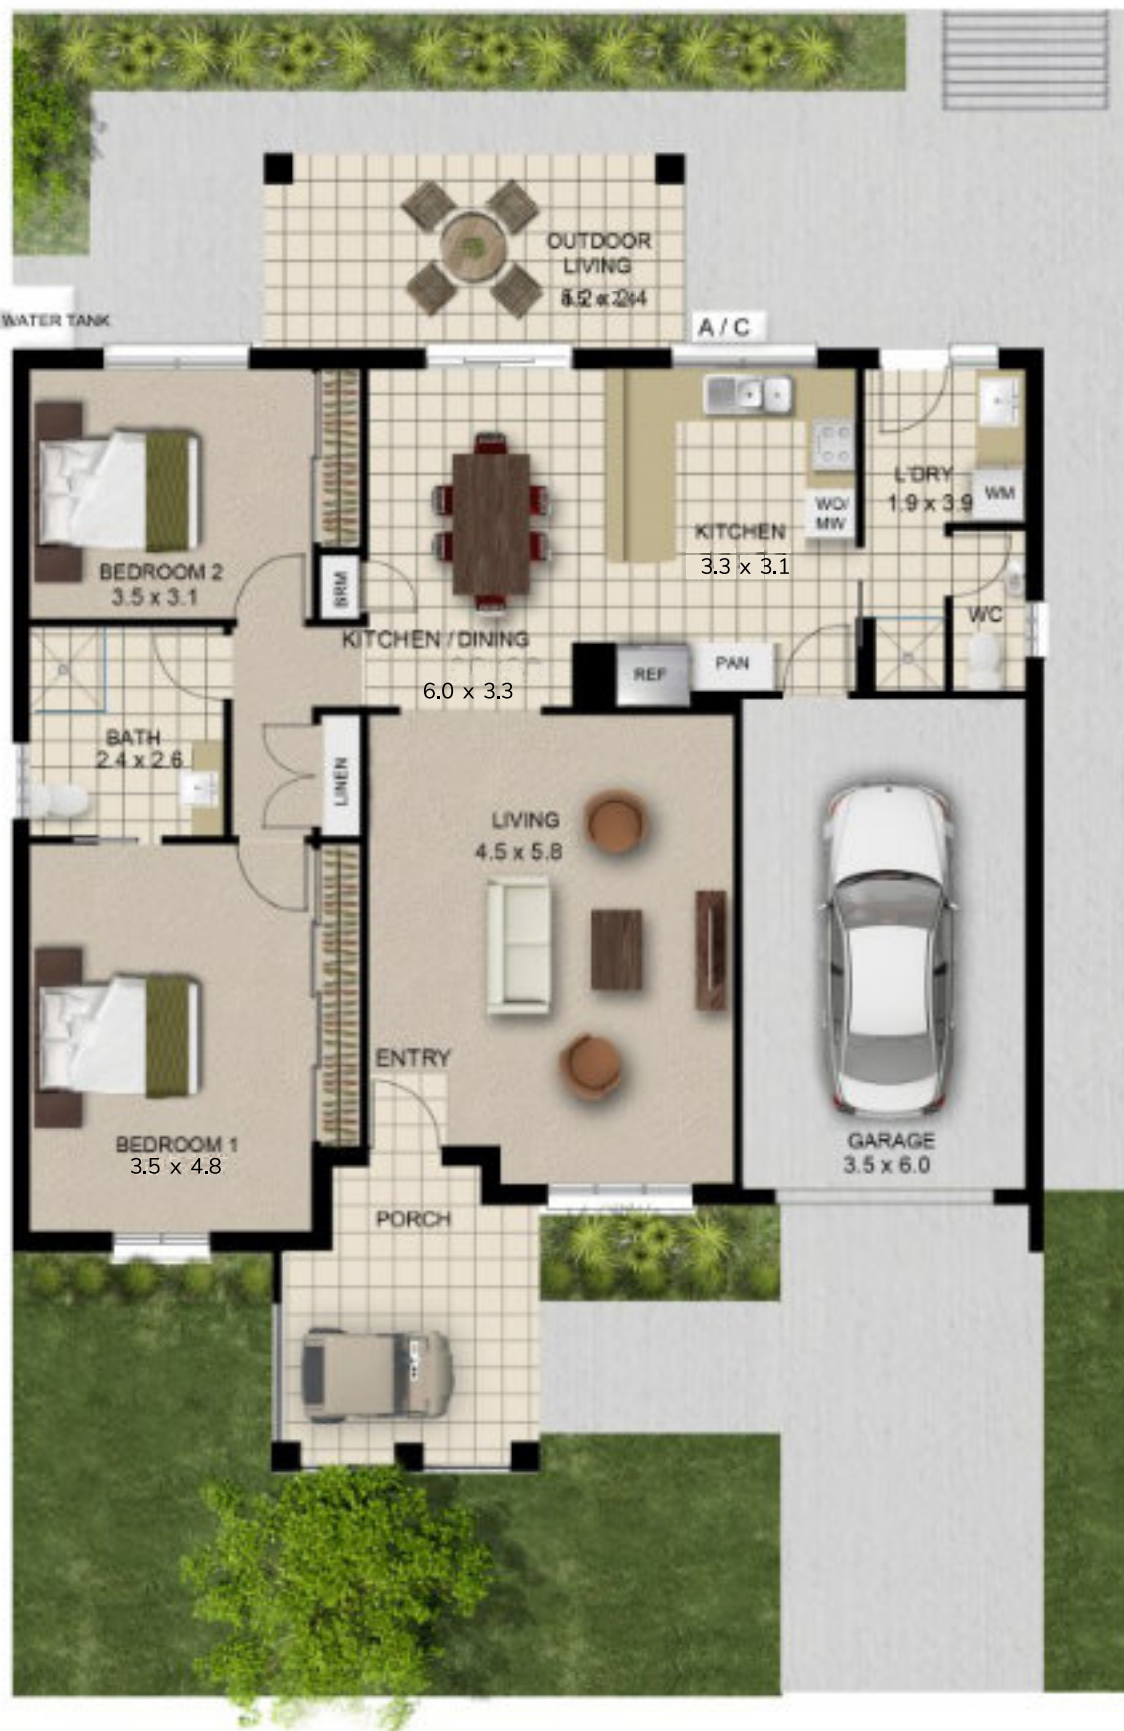 OUTDOOR
LIVING
WATER TANK
A / C
L'DRY
1.9 x 3.9
WM
WO/
MW
KITCHEN
3.3 x 3.1
BEDROOM 2
3.5 x 3.1
BRM
WC
KITCHEN / DINING
6.0 x 3.3
REF
PAN
BATH
2.4 x 2.6
LINEN
LIVING
4.5 x 5.8
ENTRY
BEDROOM 1
3.5 x 4.8
GARAGE
3.5 x 6.0
PORCH